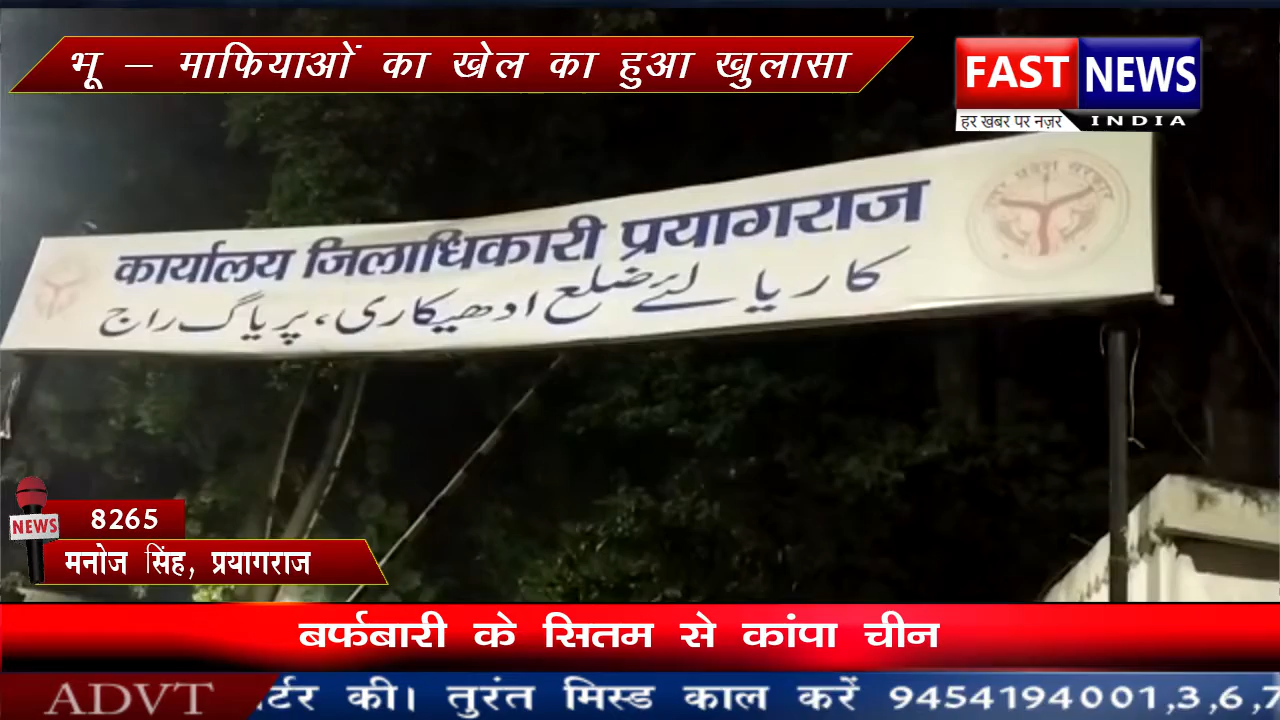 भू – माफियाओं का खेल का हुआ खुलासा
FAST NEWS
हर खबर पर नज़र INDIA
कार्यालय जिलाधिकारी प्रयागराज
کاریالئے ضلع ادھیکاری، پریاگ راج
NEWS
8265
मनोज सिंह, प्रयागराज
बर्फबारी के सितम से कांपा चीन
ADVT र्टर की। तुरंत मिस्ड काल करें 9454194001,3,6,7